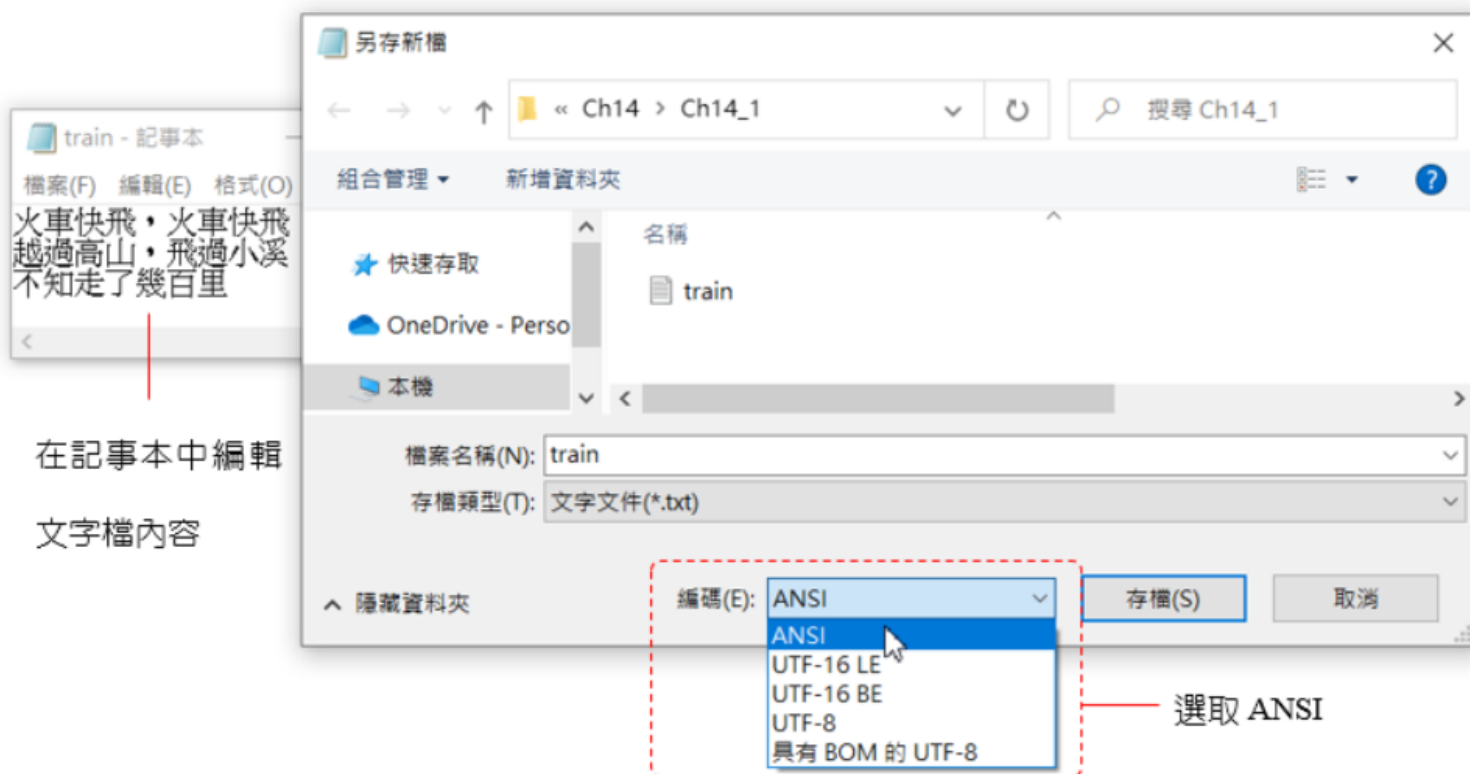 另存新檔
« Ch14 > Ch14_1
搜尋 Ch14_1
train - 記事本
檔案(F) 編輯(E) 格式(O)
火車快飛，火車快飛
越過高山，飛過小溪
不知走了幾百里
組合管理
新增資料夾
快速存取
OneDrive - Perso
本機
名稱
train
在記事本中編輯
文字檔內容
檔案名稱(N): train
存檔類型(T): 文字文件(*.txt)
隱藏資料夾
編碼(E): ANSI
存檔(S)
取消
ANSI
UTF-16 LE
UTF-16 BE
UTF-8
具有 BOM 的 UTF-8
選取 ANSI